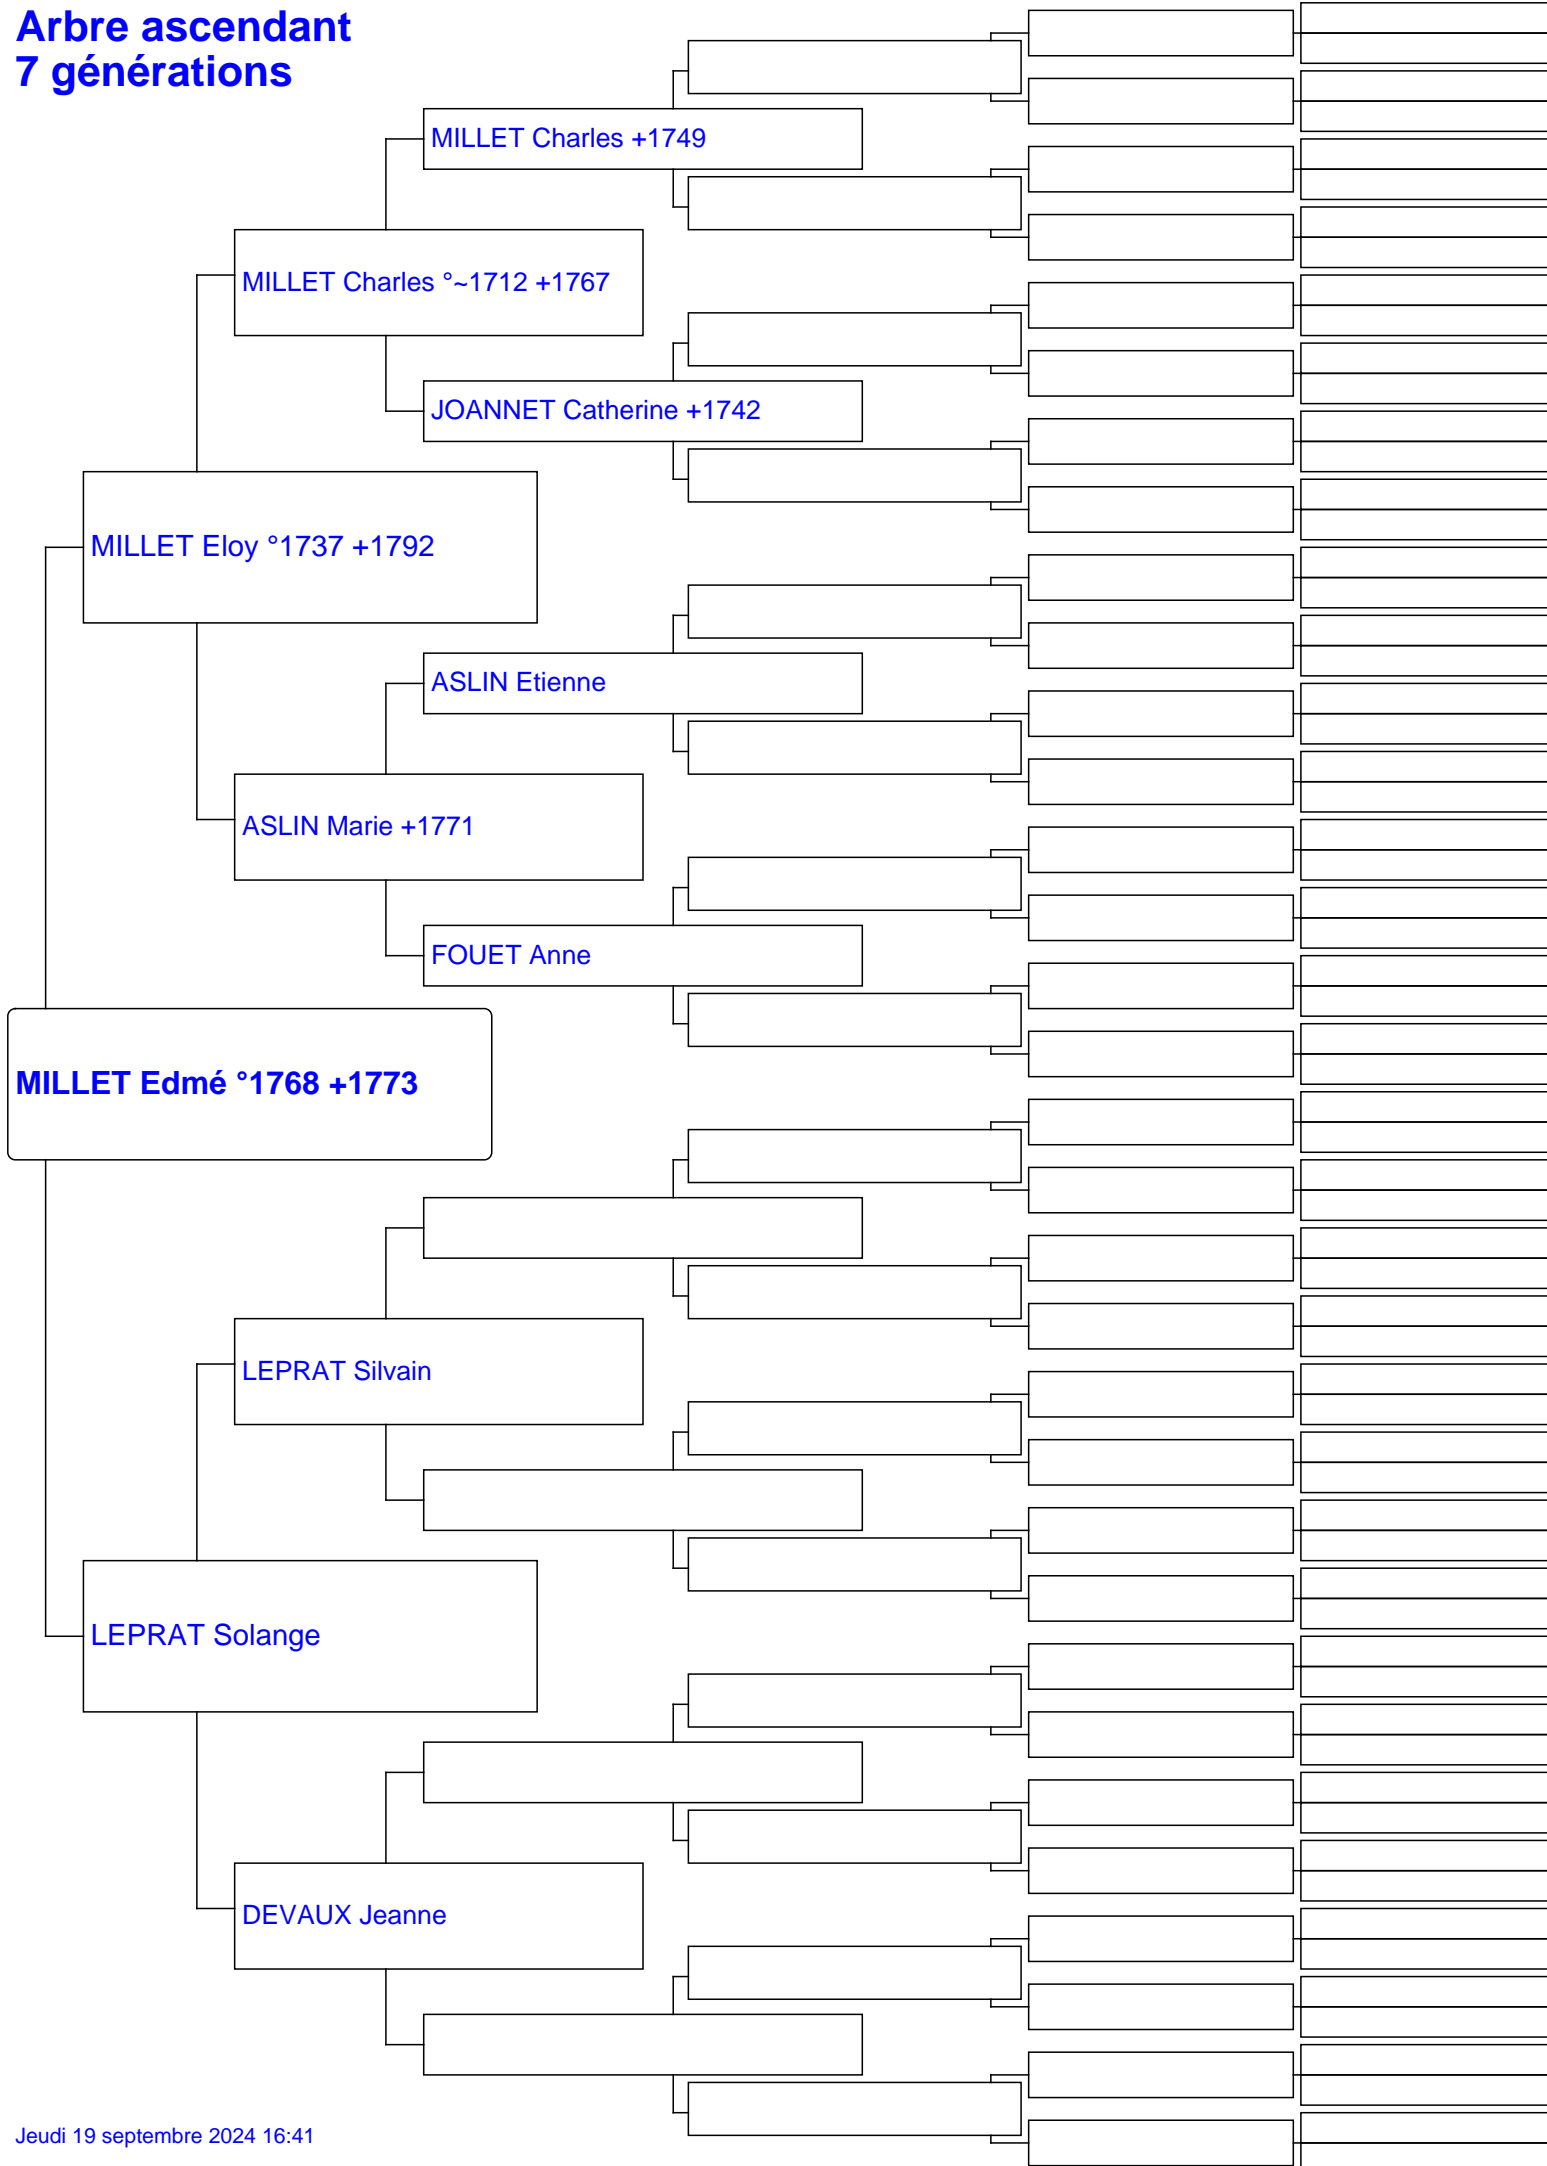 Arbre ascendant
7 générations
MILLET Charles +1749
MILLET Charles °~1712 +1767
JOANNET Catherine +1742
MILLET Eloy °1737 +1792
ASLIN Etienne
ASLIN Marie +1771
FOUET Anne
MILLET Edmé °1768 +1773
LEPRAT Silvain
LEPRAT Solange
DEVAUX Jeanne
Jeudi 19 septembre 2024 16:41